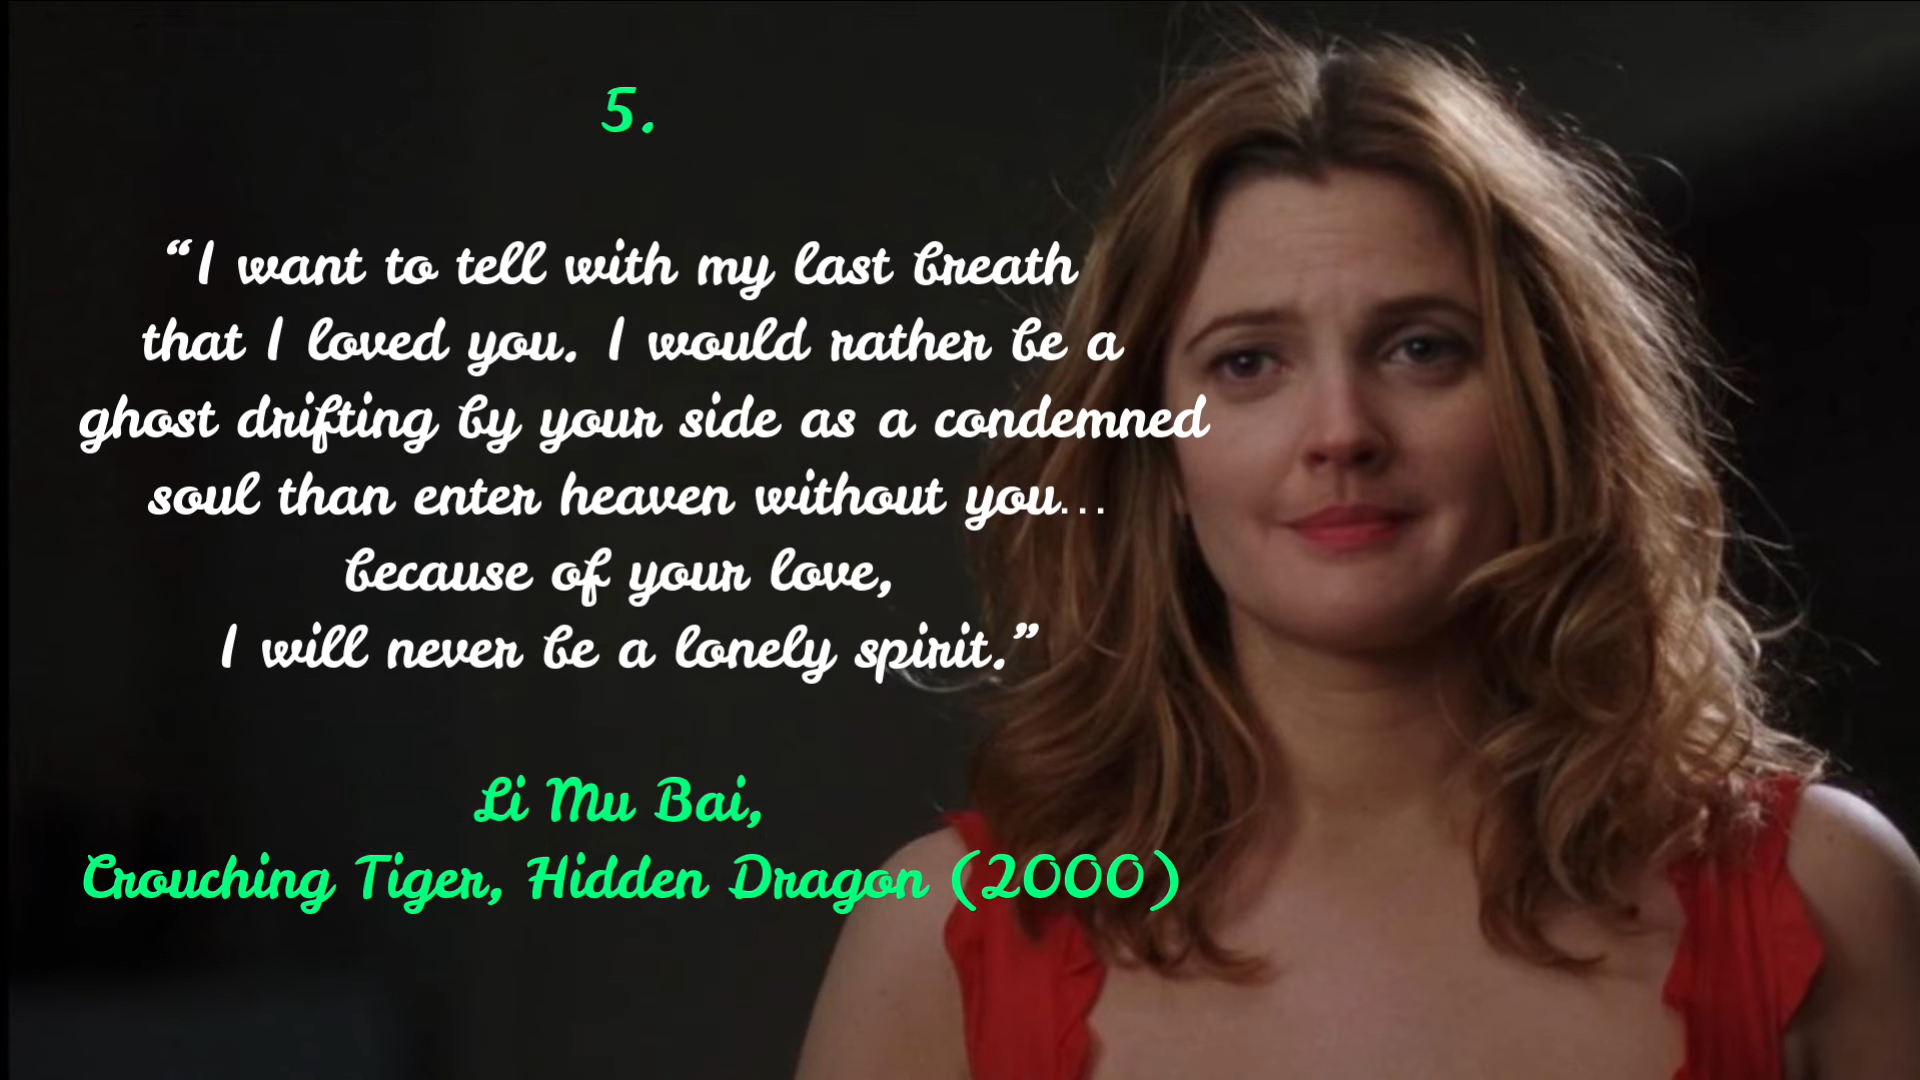 5.
“I want to tell with my last breath
that I loved you. I would rather be a
ghost drifting by your side as a condemned
soul than enter heaven without you...
because of your love,
I will never be a lonely spirit.”
Li Mu Bai,
Crouching Tiger, Hidden Dragon (2000)